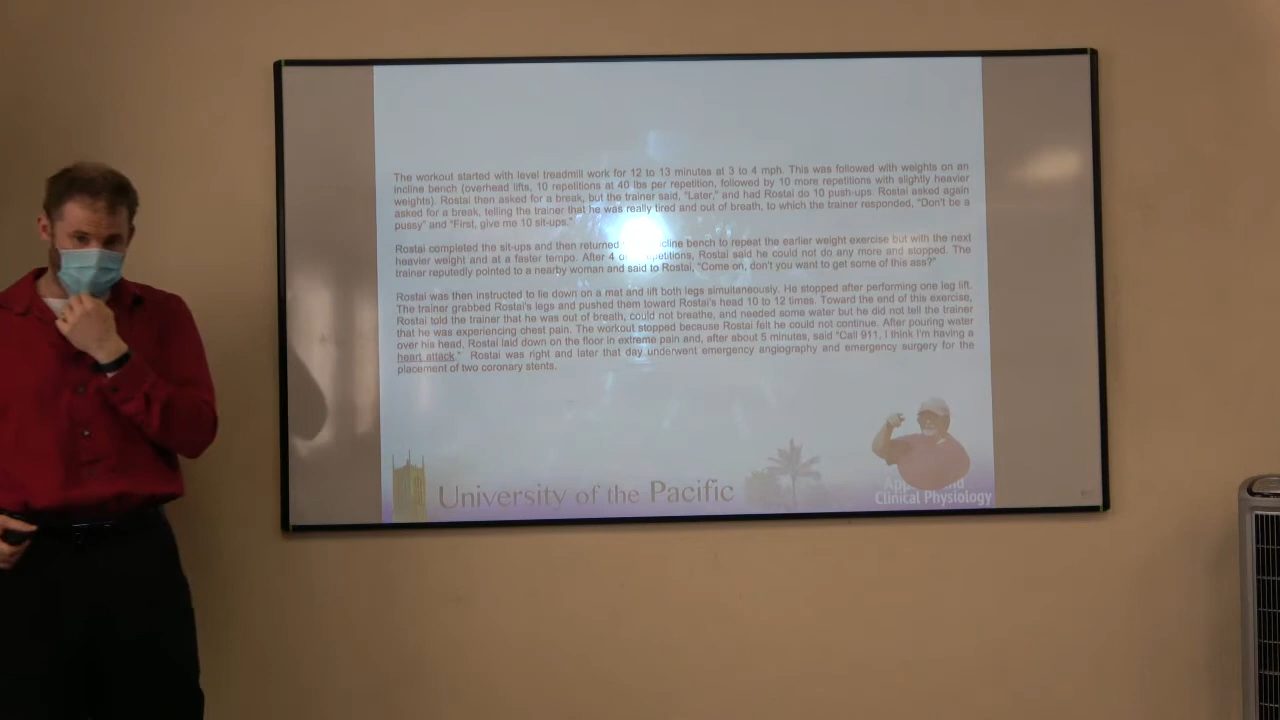 The workout started with level treadmill work for 12 to 13 minutes at 3 to 4 mph. This was followed with weights on an
incline bench (overhead lifts, 10 repetitions at 40 lbs per repetition, followed by 10 more repetitions with slightly heavier
weights). Rostai then asked for a break, but the trainer said, "Later," and had Rostai do 10 push-ups. Rostai asked again
asked for a break, telling the trainer that he was really tired and out of breath, to which the trainer responded, "Don't be a
pussy" and "First, give me 10 sit-ups."
Rostai completed the sit-ups and then returned bench to repeat the earlier weight exercise but with the next
heavier weight and at a faster tempo. After 4 Rostai said he could not do any more and stopped. The
trainer reputedly pointed to a nearby woman and said to Rostai, "Come on, don't you want to get some of this ass?"
Rostai was then instructed to lie down on a mat and lift both legs simultaneously. He stopped after performing one leg lift.
The trainer grabbed Rostai's legs and pushed them toward Rostai's head 10 to 12 times. Toward the end of this exercise,
Rostai told the trainer that he was out of breath, could not breathe, and needed some water but he did not tell the trainer
that he was experiencing chest pain. The workout stopped because Rostai felt he could not continue. After pouring water
over his head, Rostai laid down on the floor in extreme pain and, after about 5 minutes, said "Call 911, I think I'm having a
heart attack." Rostai was right and later that day underwent emergency angiography and emergency surgery for the
placement of two coronary stents.
University of the Pacific
Clinical Physiology